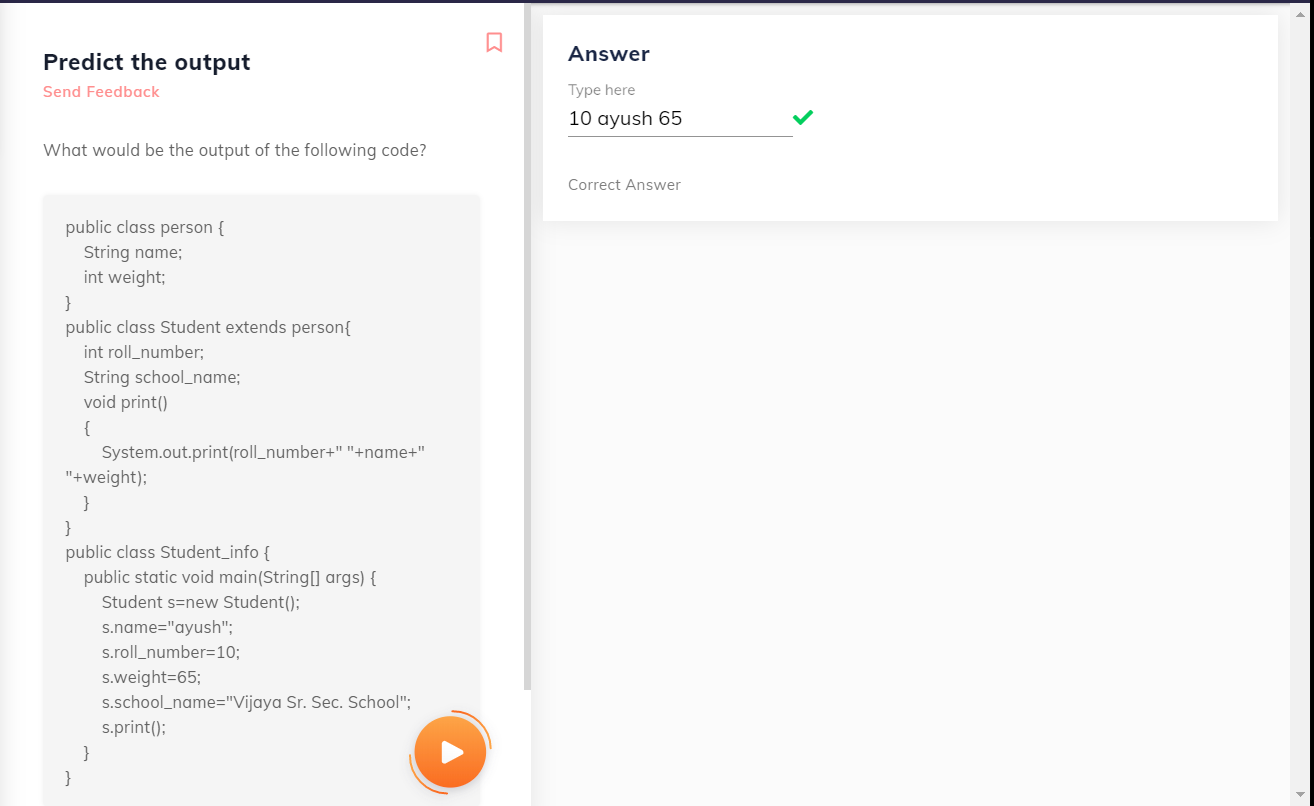 Predict the output
Send Feedback
What would be the output of the following code?
public class person {
    String name;
    int weight;
}
public class Student extends person{
    int roll_number;
    String school_name;
    void print()
    {
        System.out.print(roll_number+" "+name+"
"+weight);
    }
}
public class Student_info {
    public static void main(String[] args) {
        Student s=new Student();
        s.name="ayush";
        s.roll_number=10;
        s.weight=65;
        s.school_name="Vijaya Sr. Sec. School";
        s.print();
    }
}
Answer
Type here
10 ayush 65
Correct Answer